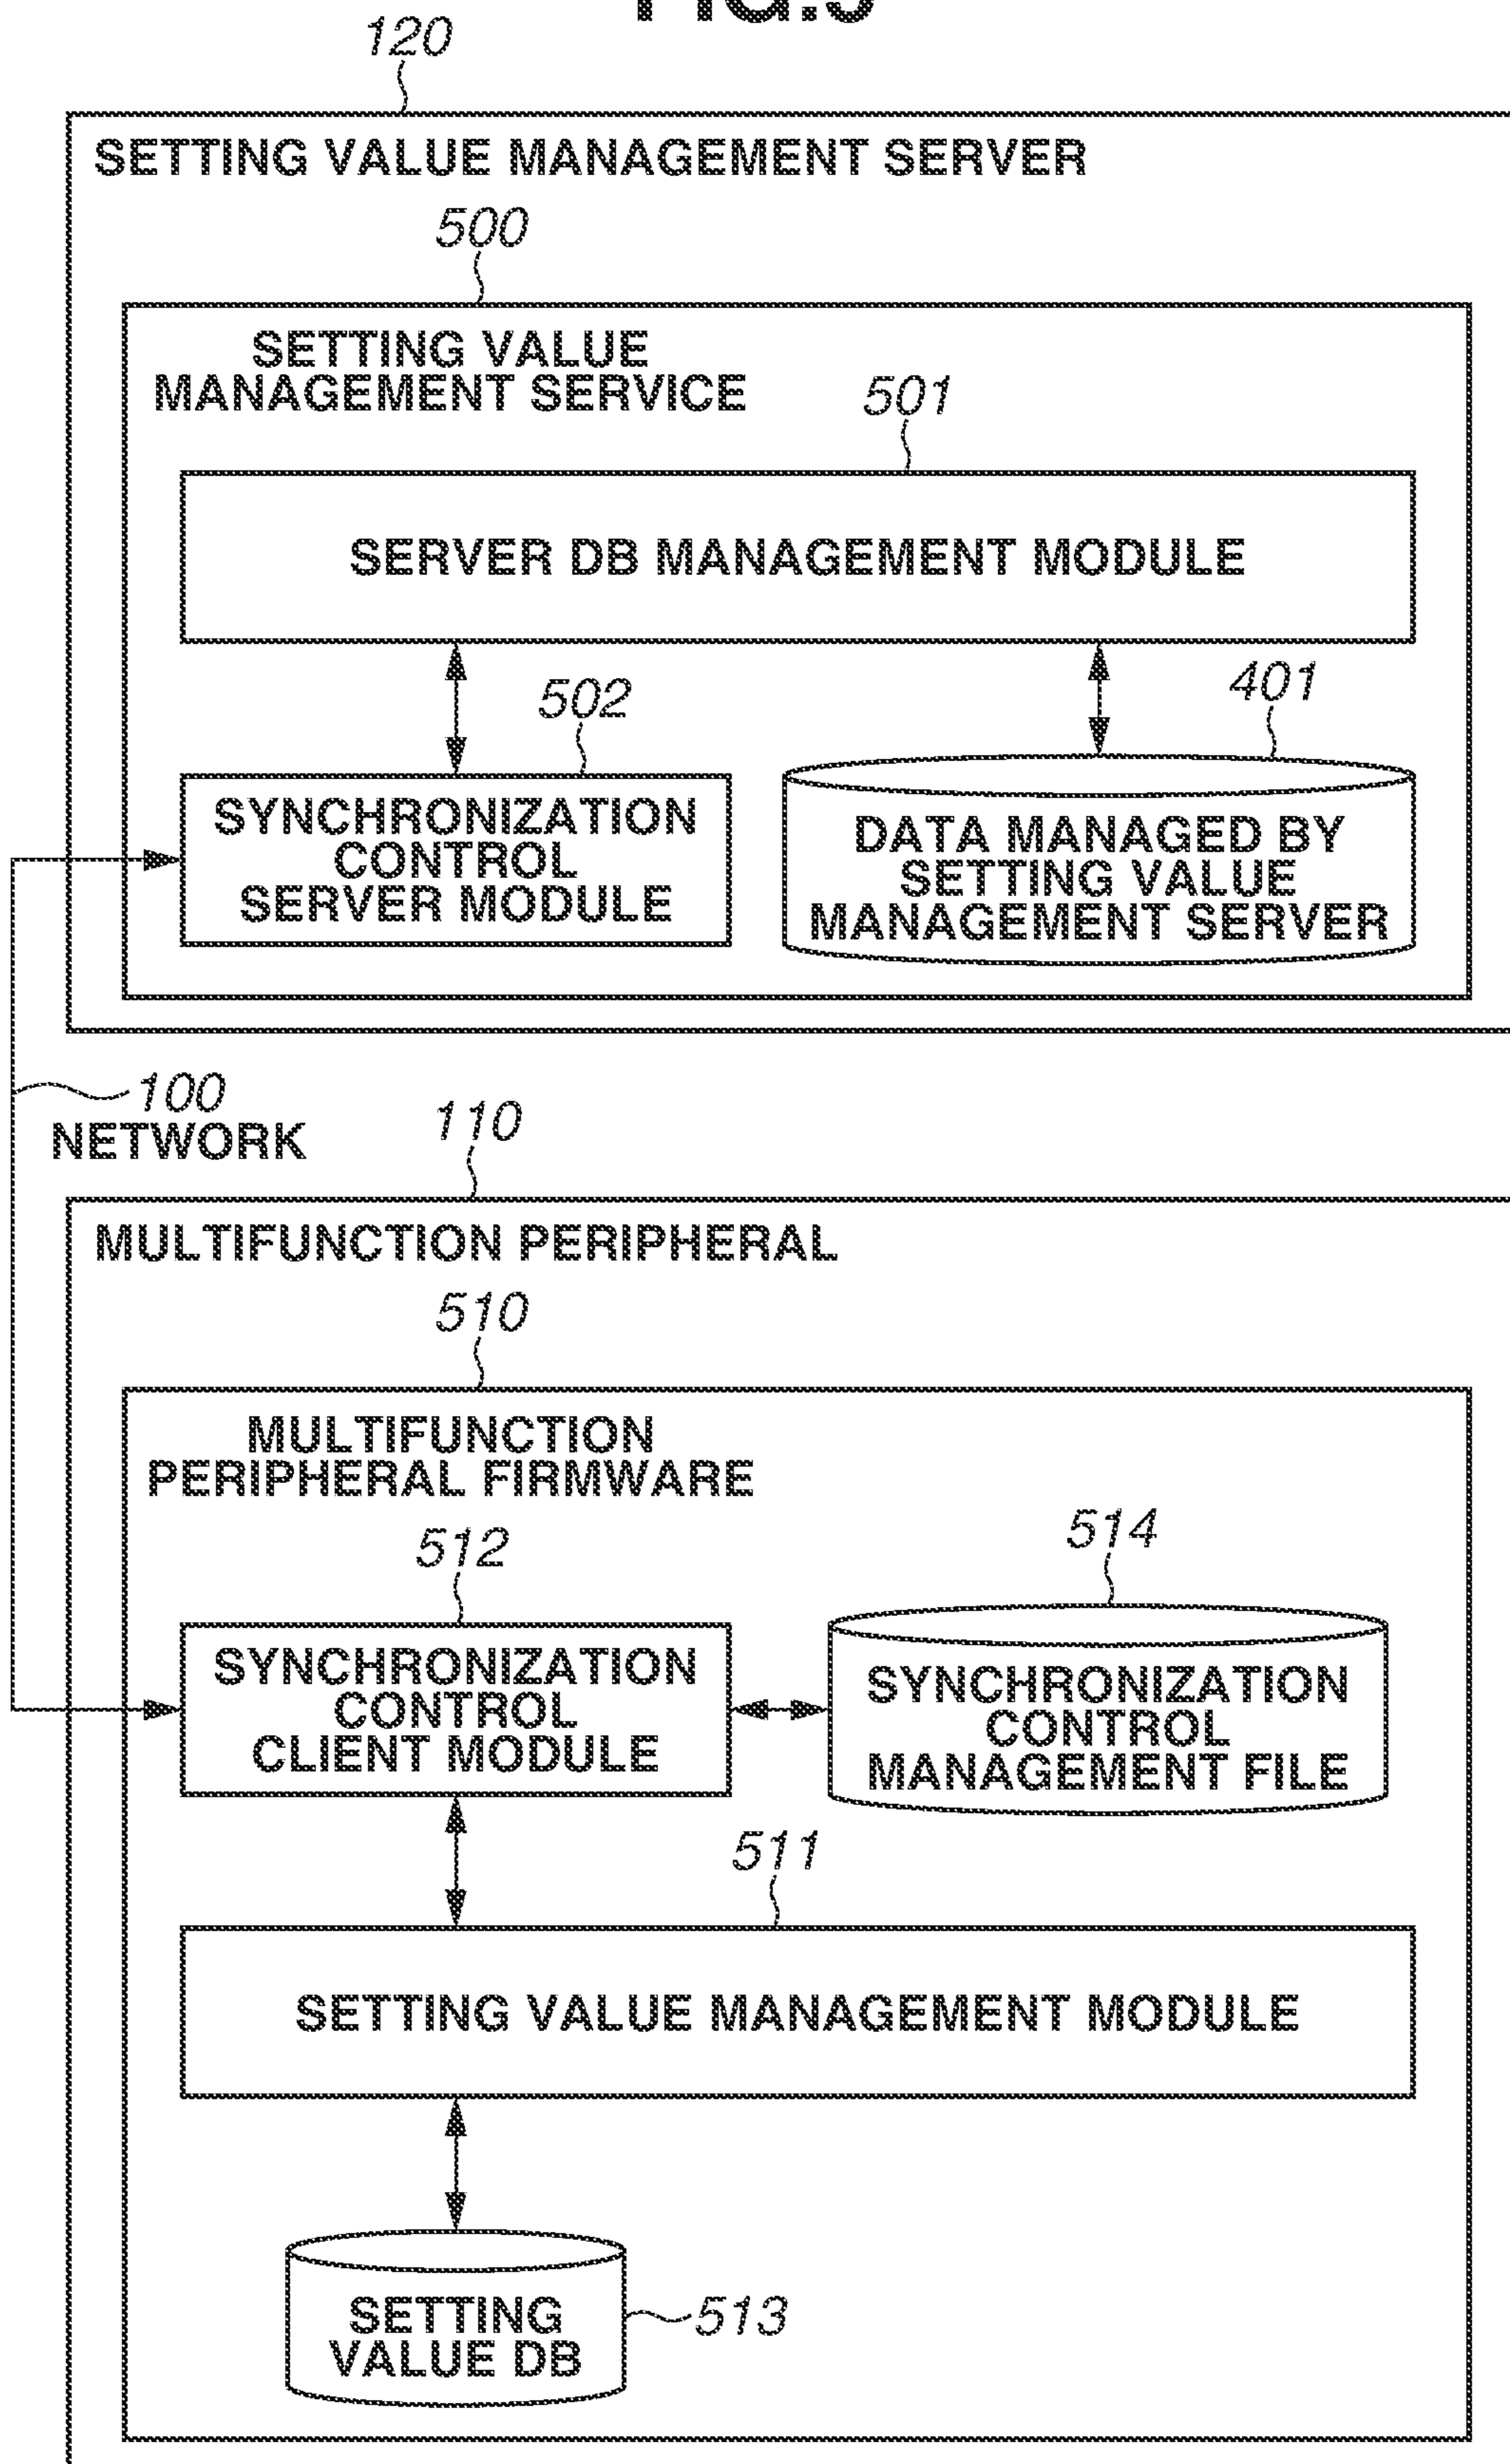 FIG.5
120
SETTING VALUE MANAGEMENT SERVER
500
SETTING VALUE
MANAGEMENT SERVICE
501
SERVER DB MANAGEMENT MODULE
502
401
SYNCHRONIZATION
CONTROL
SERVER MODULE
DATA MANAGED BY
SETTING VALUE
MANAGEMENT SERVER
100
NETWORK
110
MULTIFUNCTION PERIPHERAL
510
MULTIFUNCTION
PERIPHERAL FIRMWARE
512
514
SYNCHRONIZATION
CONTROL
CLIENT MODULE
SYNCHRONIZATION
CONTROL
MANAGEMENT FILE
511
SETTING VALUE MANAGEMENT MODULE
SETTING
VALUE DB
513